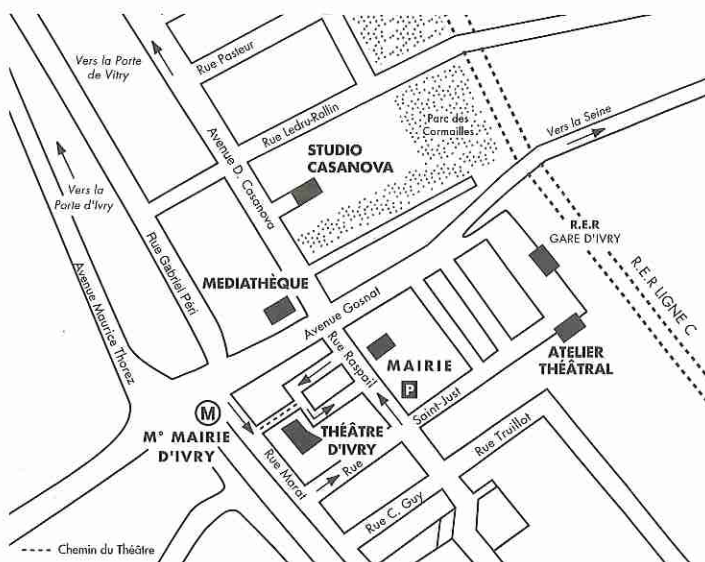 Vers la Porte
de Vitry
Rue Pasteur
Rue Ledru-Rollin
Parc des
Cormailles
Vers la Seine
Avenue D. Casanova
STUDIO
CASANOVA
Vers la
Porte d'Ivry
Rue Gabriel Péri
Avenue Maurice Thorez
MEDIATHÈQUE
R.E.R
GARE D'IVRY
R.E.R LIGNE C
Avenue Gosnat
Rue Raspail
MAIRIE
P
ATELIER
THÉÂTRAL
M
M° MAIRIE
D'IVRY
THÉÂTRE
D'IVRY
Rue Marat
Rue Saint-Just
Rue Truillot
Rue C. Guy
Chemin du Théâtre